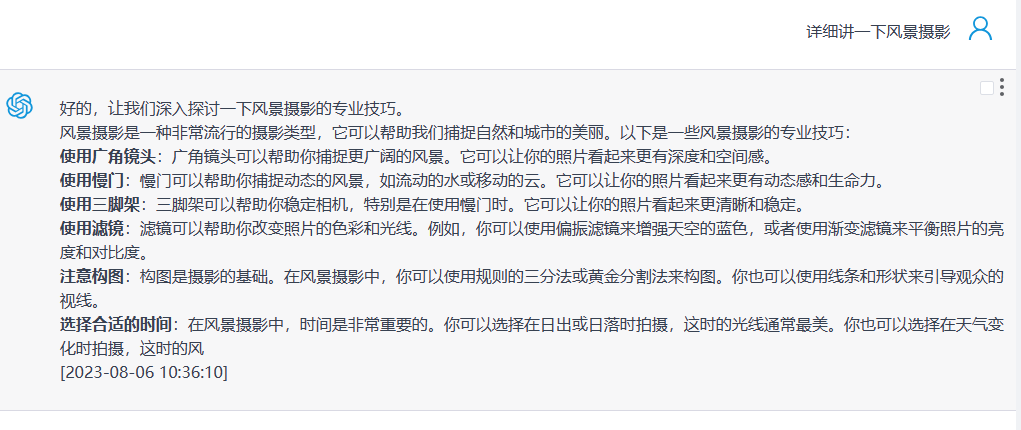 详细讲一下风景摄影
好的，让我们深入探讨一下风景摄影的专业技巧。
风景摄影是一种非常流行的摄影类型，它可以帮助我们捕捉自然和城市的美丽。以下是一些风景摄影的专业技巧：
使用广角镜头：广角镜头可以帮助你捕捉更广阔的风景。它可以让你的照片看起来更有深度和空间感。
使用慢门：慢门可以帮助你捕捉动态的风景，如流动的水或移动的云。它可以让你的照片看起来更有动态感和生命力。
使用三脚架：三脚架可以帮助你稳定相机，特别是在使用慢门时。它可以让你的照片看起来更清晰和稳定。
使用滤镜：滤镜可以帮助你改变照片的色彩和光线。例如，你可以使用偏振滤镜来增强天空的蓝色，或者使用渐变滤镜来平衡照片的亮
度和对比度。
注意构图：构图是摄影的基础。在风景摄影中，你可以使用规则的三分法或黄金分割法来构图。你也可以使用线条和形状来引导观众的
视线。
选择合适的时间：在风景摄影中，时间是非常重要的。你可以选择在日出或日落时拍摄，这时的光线通常最美。你也可以选择在天气变
化时拍摄，这时的风
[2023-08-06 10:36:10]